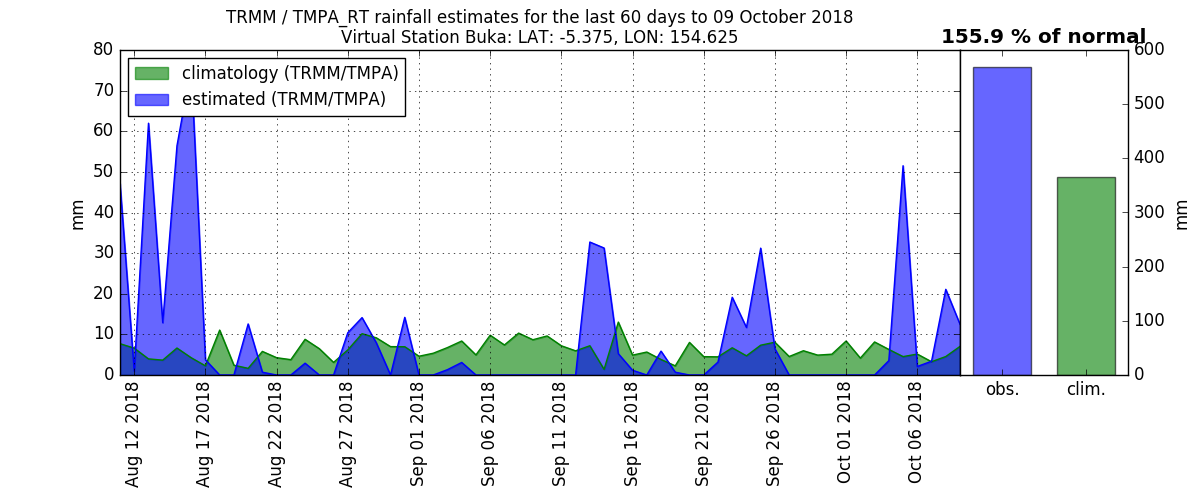 TRMM / TMPA_RT rainfall estimates for the last 60 days to 09 October 2018
Virtual Station Buka: LAT: -5.375, LON: 154.625
155.9 % of normal
climatology (TRMM/TMPA)
estimated (TRMM/TMPA)
80
70
60
50
40
30
20
10
0
mm
Aug 12 2018
Aug 17 2018
Aug 22 2018
Aug 27 2018
Sep 01 2018
Sep 06 2018
Sep 11 2018
Sep 16 2018
Sep 21 2018
Sep 26 2018
Oct 01 2018
Oct 06 2018
obs.
clim.
600
500
400
300
200
100
0
mm